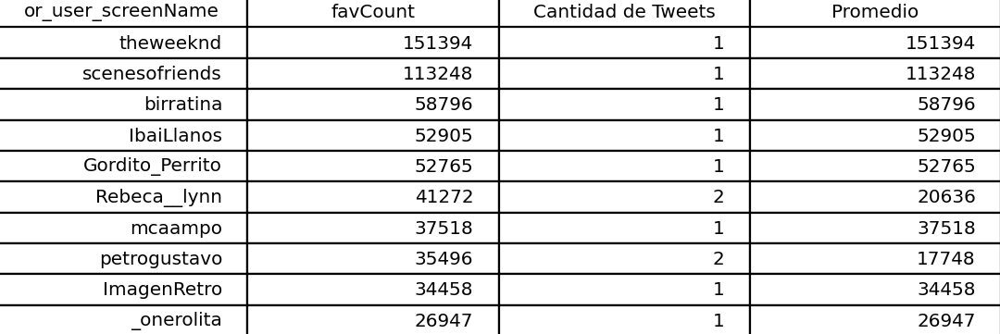 or_user_screenName favCount Cantidad de Tweets Promedio
theweeknd 151394 1 151394
scenesofriends 113248 1 113248
birratina 58796 1 58796
IbaiLlanos 52905 1 52905
Gordito_Perrito 52765 1 52765
Rebeca__lynn 41272 2 20636
mcaampo 37518 1 37518
petrogustavo 35496 2 17748
ImagenRetro 34458 1 34458
_onerolita 26947 1 26947